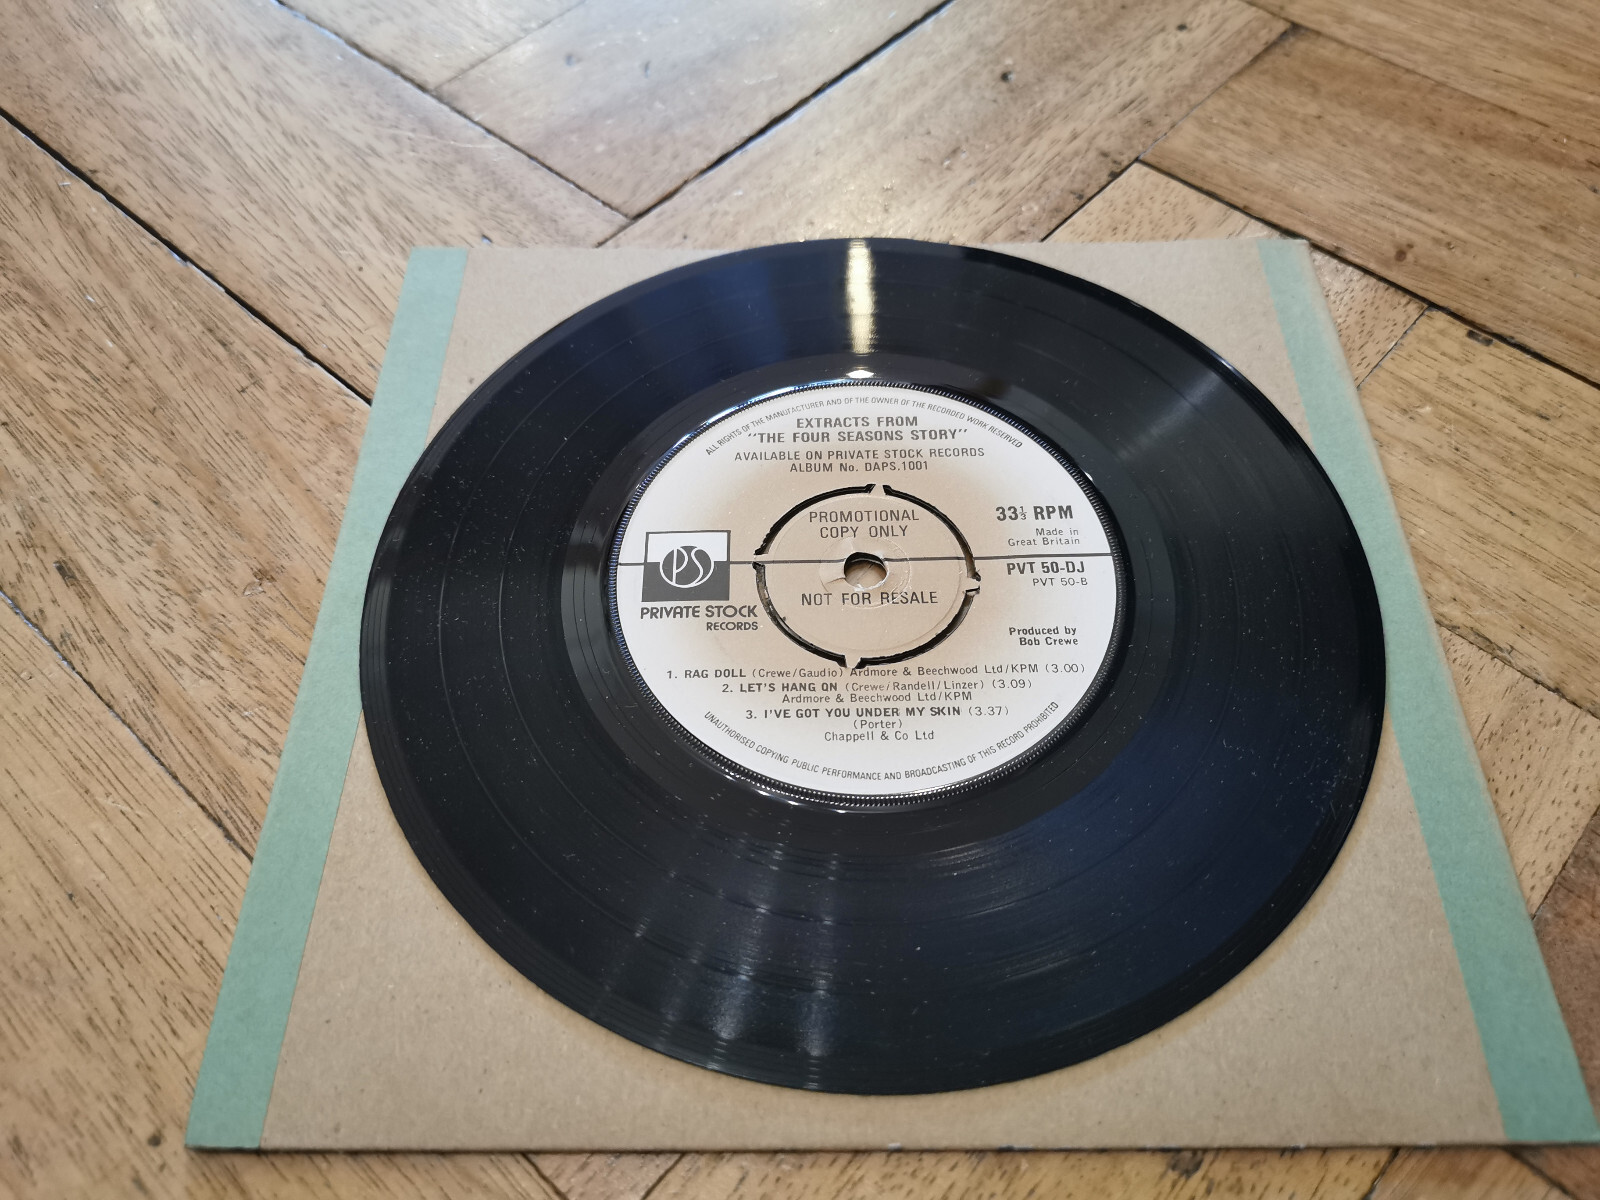 ALL RIGHTS OF THE MANUFACTURER AND OF THE OWNER OF THE RECORDED WORK RESERVED
EXTRACTS FROM
"THE FOUR SEASONS STORY"
AVAILABLE ON PRIVATE STOCK RECORDS
ALBUM No. DAPS.1001
PROMOTIONAL
COPY ONLY
33⅓ RPM
Made in
Great Britain
PS
PRIVATE STOCK
RECORDS
PVT 50-DJ
PVT 50-B
NOT FOR RESALE
Produced by
Bob Crewe
1. RAG DOLL (Crewe/Gaudio) Ardmore & Beechwood Ltd/KPM (3.00)
2. LET'S HANG ON (Crewe/Randell/Linzer) (3.09)
Ardmore & Beechwood Ltd/KPM
3. I'VE GOT YOU UNDER MY SKIN (3.37)
(Porter)
Chappell & Co Ltd
UNAUTHORISED COPYING PUBLIC PERFORMANCE AND BROADCASTING OF THIS RECORD PROHIBITED